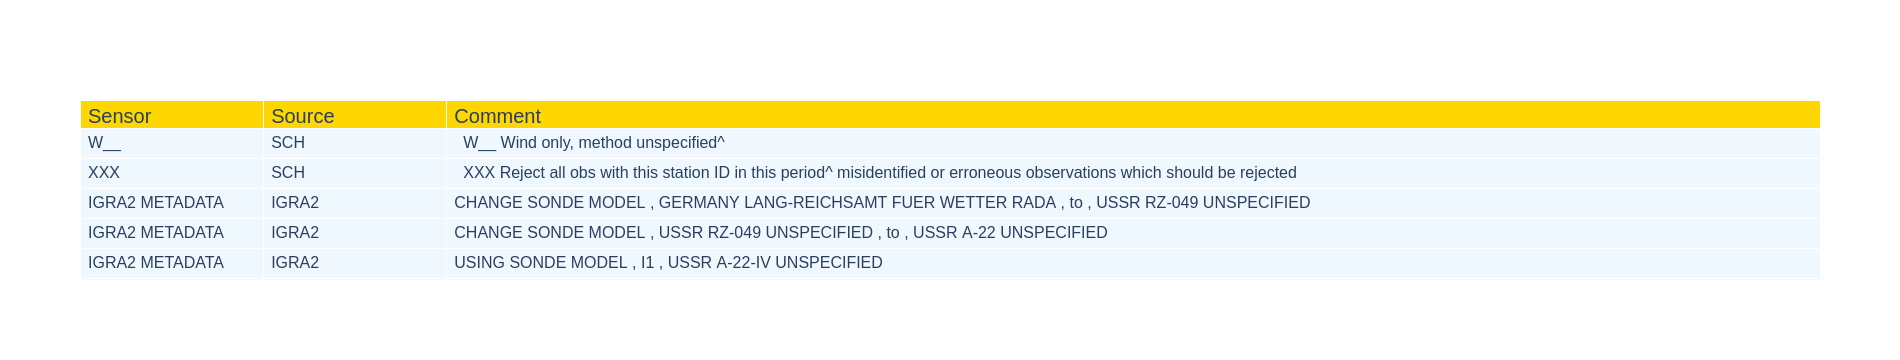 Sensor Source Comment
W__ SCH W__ Wind only, method unspecified^
XXX SCH XXX Reject all obs with this station ID in this period^ misidentified or erroneous observations which should be rejected
IGRA2 METADATA IGRA2 CHANGE SONDE MODEL , GERMANY LANG-REICHSAMT FUER WETTER RADA , to , USSR RZ-049 UNSPECIFIED
IGRA2 METADATA IGRA2 CHANGE SONDE MODEL , USSR RZ-049 UNSPECIFIED , to , USSR A-22 UNSPECIFIED
IGRA2 METADATA IGRA2 USING SONDE MODEL , I1 , USSR A-22-IV UNSPECIFIED